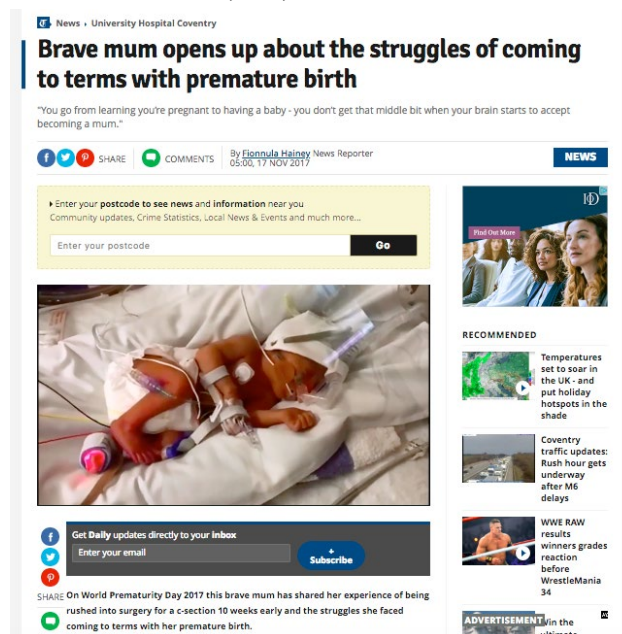 News › University Hospital Coventry
Brave mum opens up about the struggles of coming
to terms with premature birth
"You go from learning you're pregnant to having a baby - you don't get that middle bit when your brain starts to accept
becoming a mum."
SHARE
COMMENTS
By Fionnula Hainey News Reporter
05:00, 17 NOV 2017
NEWS
Enter your postcode to see news and information near you
Community updates, Crime Statistics, Local News & Events and much more...
Enter your postcode
Go
Find Out More
RECOMMENDED
Temperatures
set to soar in
the UK - and
put holiday
hotspots in the
shade
Coventry
traffic updates:
Rush hour gets
underway
after M6
delays
WWE RAW
results
winners grades
reaction
before
WrestleMania
34
ADVERTISEMENT
Win the
Get Daily updates directly to your inbox
Enter your email
+
Subscribe
SHARE
On World Prematurity Day 2017 this brave mum has shared her experience of being
rushed into surgery for a c-section 10 weeks early and the struggles she faced
coming to terms with her premature birth.